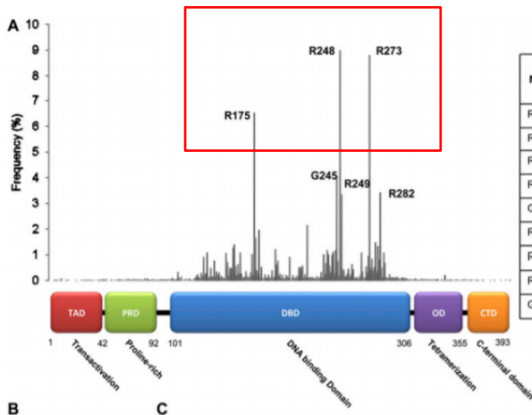 A
10
9
8
7
6
5
4
3
2
1
0
Frequency (%)
R248
R273
R175
G245
R249
R282
TAD
PRD
DBD
OD
CTD
1
42
92
101
306
355
393
Transactivation
Proline-rich
DNA binding Domain
Tetramerization
C-terminal domain
B
C